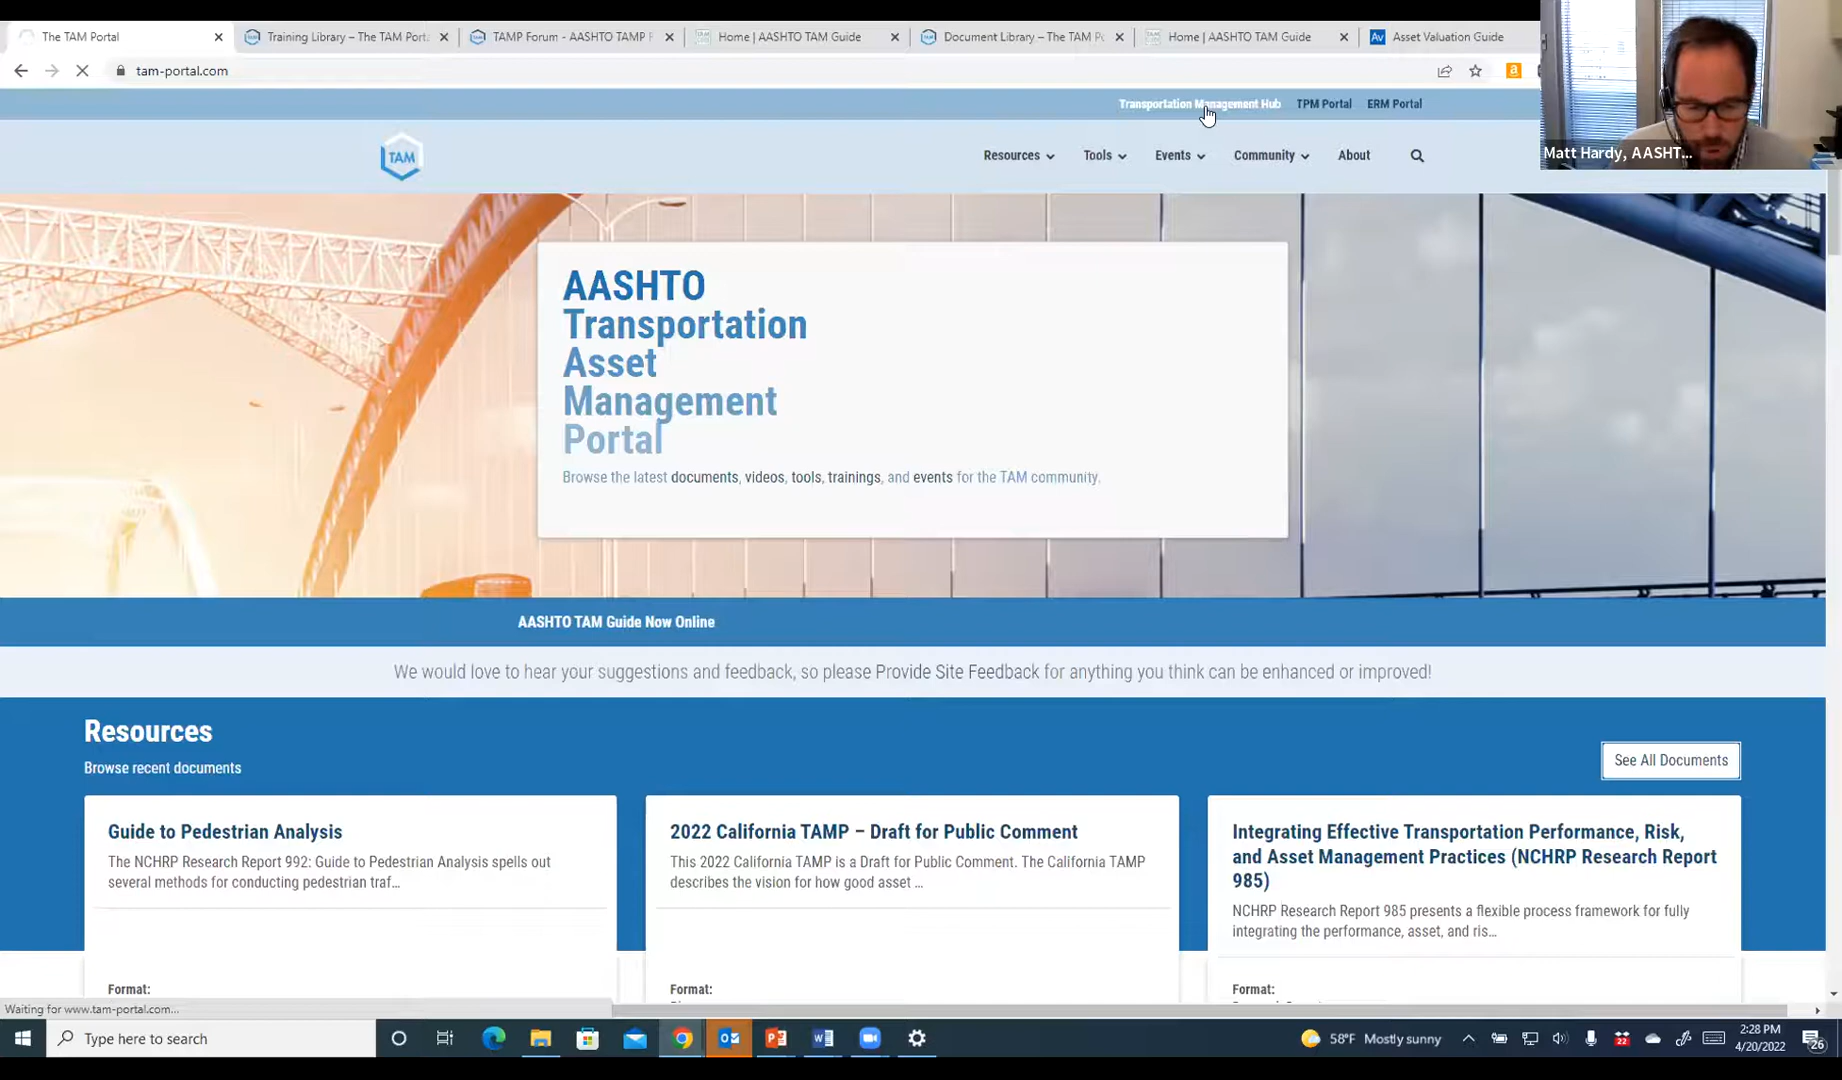 The TAM Portal
Training Library – The TAM Port
TAMP Forum - AASHTO TAMP F
Home | AASHTO TAM Guide
Document Library – The TAM Po
Home | AASHTO TAM Guide
Av Asset Valuation Guide
tam-portal.com
a
Transportation Management Hub TPM Portal ERM Portal
Matt Hardy, AASHT...
TAM
Resources Tools Events Community About
AASHTO
Transportation
Asset
Management
Portal
Browse the latest documents, videos, tools, trainings, and events for the TAM community.
AASHTO TAM Guide Now Online
We would love to hear your suggestions and feedback, so please Provide Site Feedback for anything you think can be enhanced or improved!
Resources
Browse recent documents
See All Documents
Guide to Pedestrian Analysis
The NCHRP Research Report 992: Guide to Pedestrian Analysis spells out
several methods for conducting pedestrian traf...
Format:
2022 California TAMP – Draft for Public Comment
This 2022 California TAMP is a Draft for Public Comment. The California TAMP
describes the vision for how good asset ...
Format:
Integrating Effective Transportation Performance, Risk,
and Asset Management Practices (NCHRP Research Report
985)
NCHRP Research Report 985 presents a flexible process framework for fully
integrating the performance, asset, and ris...
Format:
Waiting for www.tam-portal.com...
Type here to search
58°F Mostly sunny
22
2:28 PM
4/20/2022
26